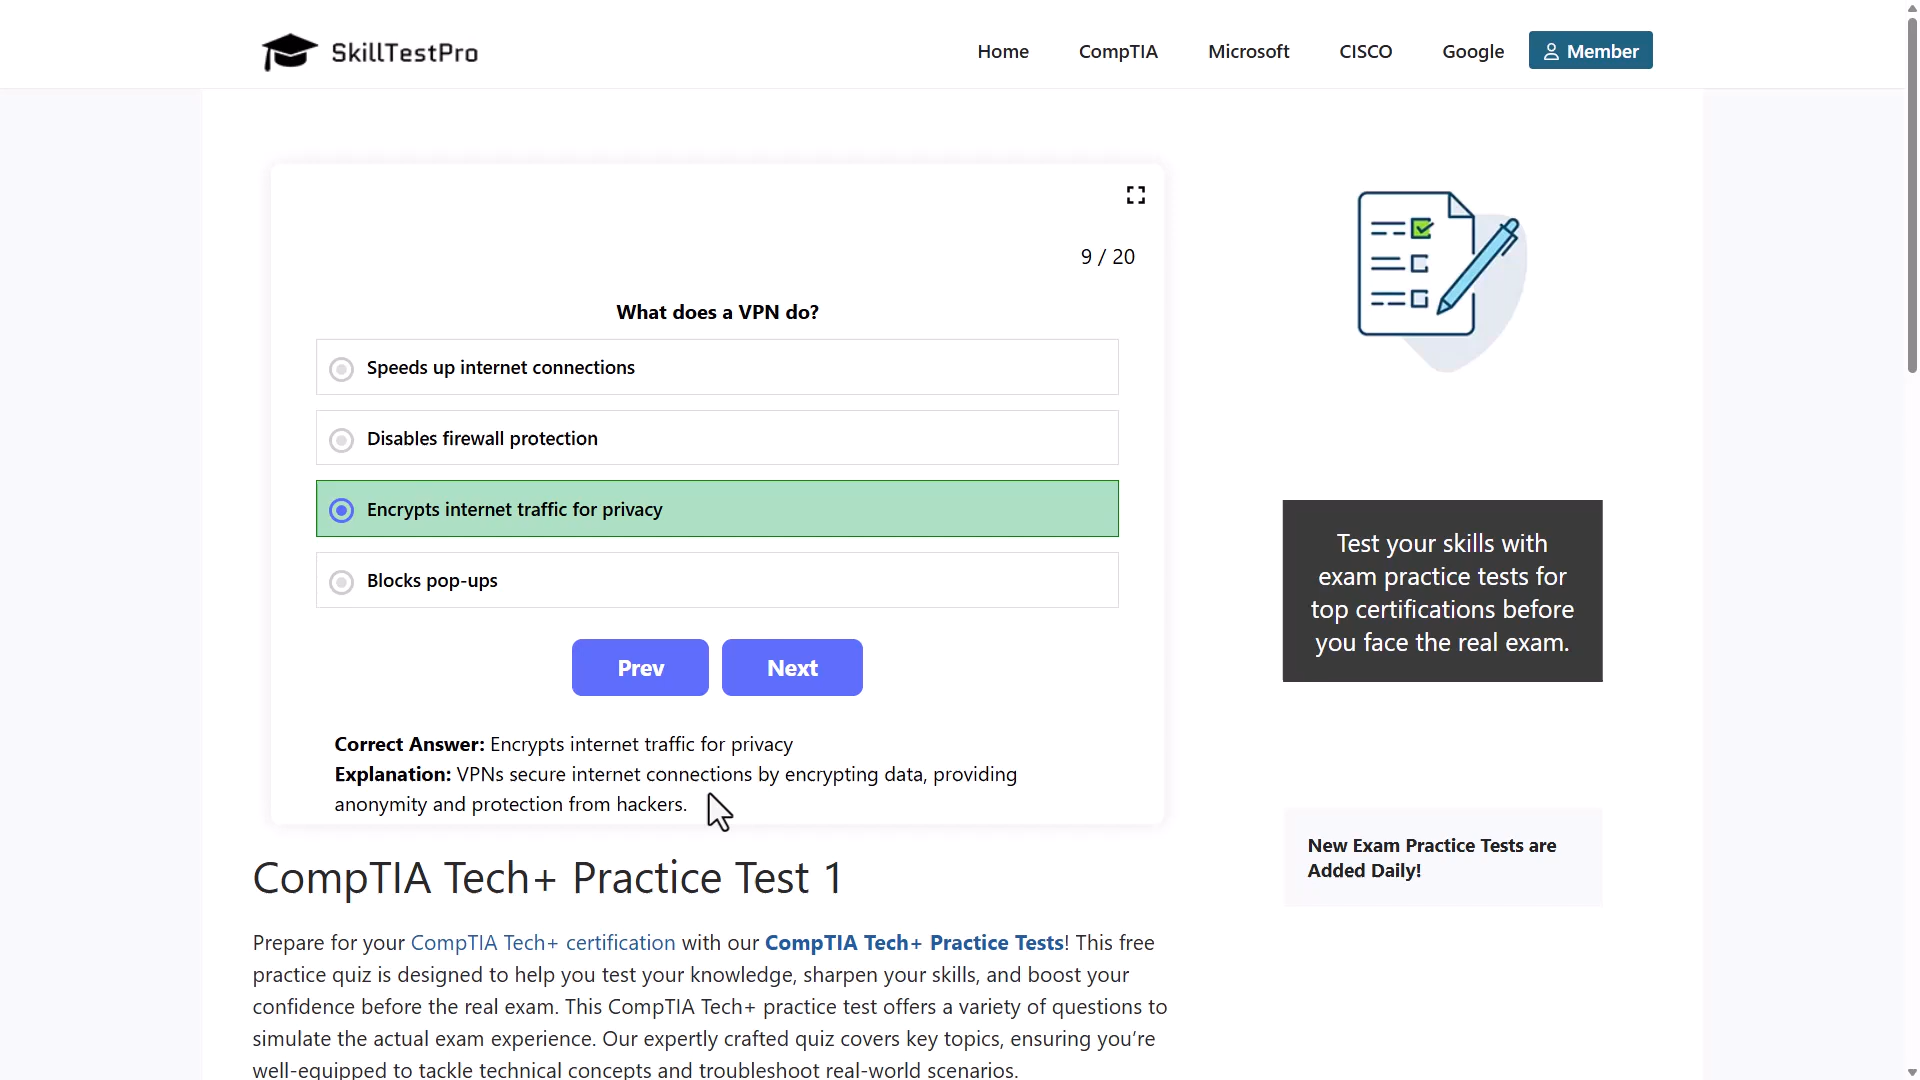 SkillTestPro
Home
CompTIA
Microsoft
CISCO
Google
Member
9 / 20
What does a VPN do?
Speeds up internet connections
Disables firewall protection
Encrypts internet traffic for privacy
Blocks pop-ups
Prev
Next
Correct Answer: Encrypts internet traffic for privacy
Explanation: VPNs secure internet connections by encrypting data, providing
anonymity and protection from hackers.
CompTIA Tech+ Practice Test 1
Prepare for your CompTIA Tech+ certification with our CompTIA Tech+ Practice Tests! This free
practice quiz is designed to help you test your knowledge, sharpen your skills, and boost your
confidence before the real exam. This CompTIA Tech+ practice test offers a variety of questions to
simulate the actual exam experience. Our expertly crafted quiz covers key topics, ensuring you’re
well-equipped to tackle technical concepts and troubleshoot real-world scenarios.
Test your skills with
exam practice tests for
top certifications before
you face the real exam.
New Exam Practice Tests are
Added Daily!